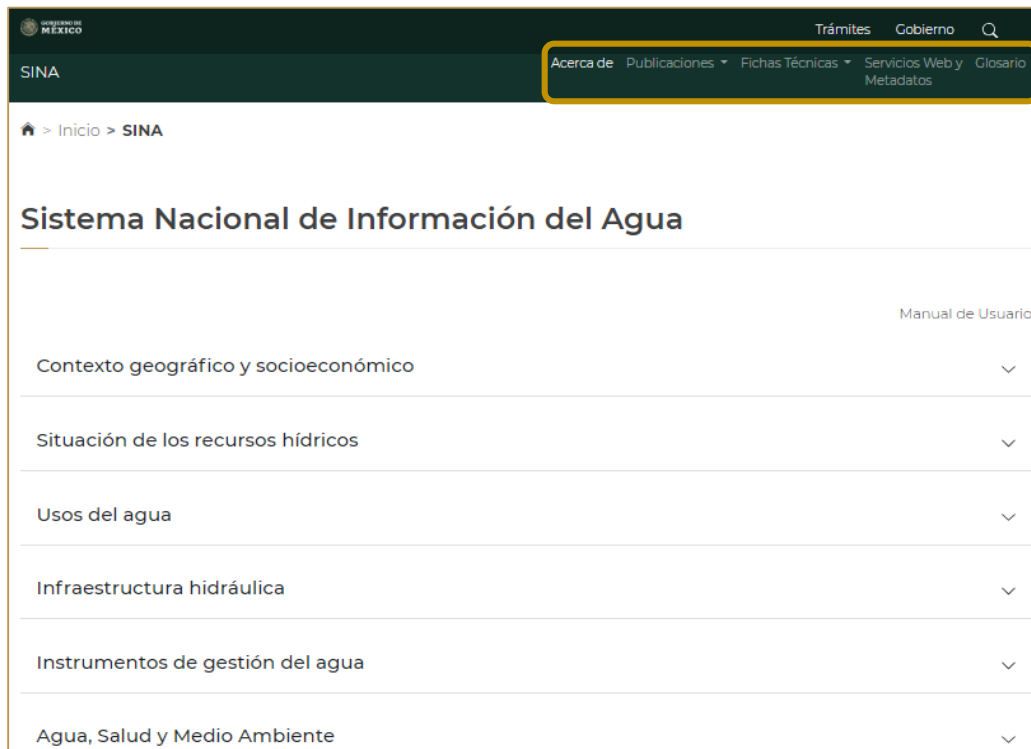 GOBIERNO DE
MÉXICO
Trámites Gobierno
SINA
Acerca de Publicaciones Fichas Técnicas Servicios Web y Metadatos Glosario
> Inicio > SINA
Sistema Nacional de Información del Agua
Manual de Usuario
Contexto geográfico y socioeconómico
Situación de los recursos hídricos
Usos del agua
Infraestructura hidráulica
Instrumentos de gestión del agua
Agua, Salud y Medio Ambiente